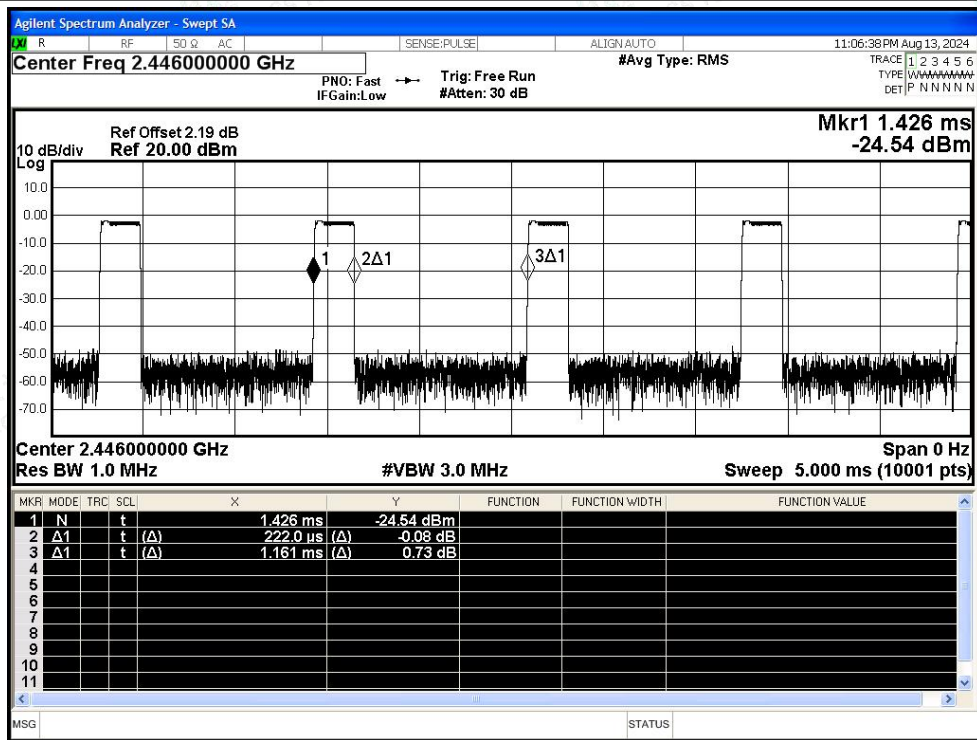 Agilent Spectrum Analyzer - Swept SA
LXI R RF 50 Ω AC SENSE:PULSE ALIGN AUTO 11:06:38 PM Aug 13, 2024
Center Freq 2.446000000 GHz
PNO: Fast
IFGain:Low
Trig: Free Run
#Atten: 30 dB
#Avg Type: RMS
TRACE 1 2 3 4 5 6
TYPE
DET P N N N N N
Mkr1 1.426 ms
-24.54 dBm
Ref Offset 2.19 dB
10 dB/div Ref 20.00 dBm
Log
10.0
0.00
-10.0
1 2Δ1 3Δ1
-20.0
-30.0
-40.0
-50.0
-60.0
-70.0
Center 2.446000000 GHz Span 0 Hz
Res BW 1.0 MHz #VBW 3.0 MHz Sweep 5.000 ms (10001 pts)
MKR MODE TRC SCL X Y FUNCTION FUNCTION WIDTH FUNCTION VALUE
1 N t 1.426 ms -24.54 dBm
2 Δ1 t (Δ) 222.0 µs (Δ) -0.08 dB
3 Δ1 t (Δ) 1.161 ms (Δ) 0.73 dB
4
5
6
7
8
9
10
11
MSG STATUS